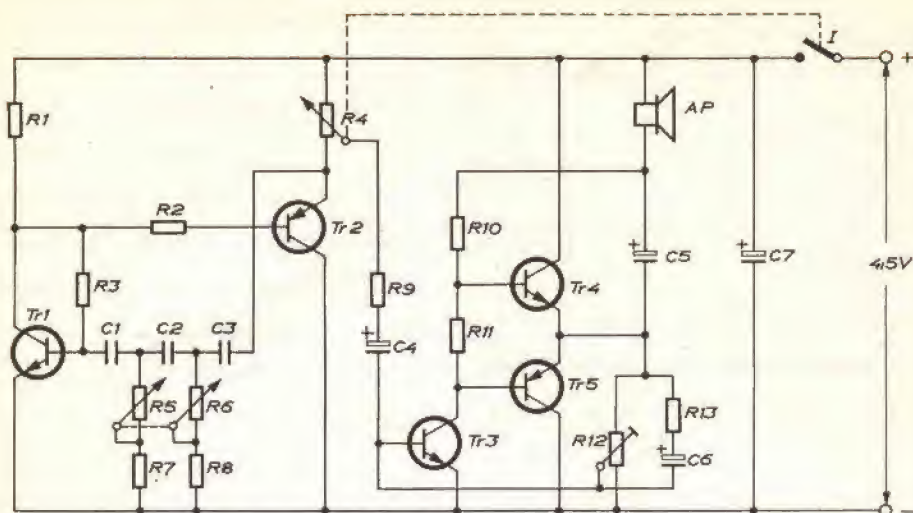 I
+
R1
R4
AP
R2
Tr2
R10
C5
C7
4,5V
R3
R9
Tr4
Tr1
C1
C2
C3
+
C4
R11
R5
R6
Tr5
R13
Tr3
R12
+
C6
R7
R8
+
+
-